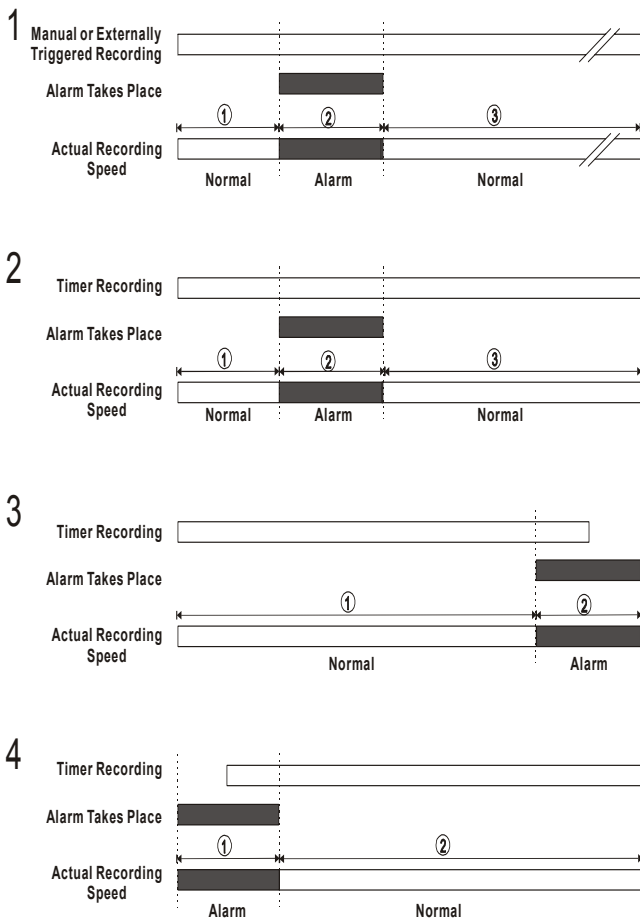 1
Manual or Externally
Triggered Recording
Alarm Takes Place
① ② ③
Actual Recording
Speed
Normal Alarm Normal
2
Timer Recording
Alarm Takes Place
① ② ③
Actual Recording
Speed
Normal Alarm Normal
3
Timer Recording
Alarm Takes Place
① ②
Actual Recording
Speed
Normal Alarm
4
Timer Recording
Alarm Takes Place
① ②
Actual Recording
Speed
Alarm Normal